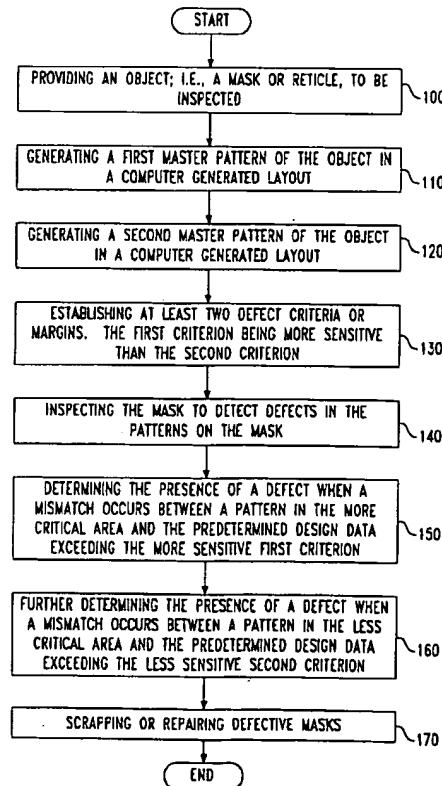 START
PROVIDING AN OBJECT; I.E., A MASK OR RETICLE, TO BE
INSPECTED
100
GENERATING A FIRST MASTER PATTERN OF THE OBJECT IN
A COMPUTER GENERATED LAYOUT
110
GENERATING A SECOND MASTER PATTERN OF THE OBJECT
IN A COMPUTER GENERATED LAYOUT
120
ESTABLISHING AT LEAST TWO DEFECT CRITERIA OR
MARGINS. THE FIRST CRITERION BEING MORE SENSITIVE
THAN THE SECOND CRITERION
130
INSPECTING THE MASK TO DETECT DEFECTS IN THE
PATTERNS ON THE MASK
140
DETERMINING THE PRESENCE OF A DEFECT WHEN A
MISMATCH OCCURS BETWEEN A PATTERN IN THE MORE
CRITICAL AREA AND THE PREDETERMINED DESIGN DATA
EXCEEDING THE MORE SENSITIVE FIRST CRITERION
150
FURTHER DETERMINING THE PRESENCE OF A DEFECT WHEN
A MISMATCH OCCURS BETWEEN A PATTERN IN THE LESS
CRITICAL AREA AND THE PREDETERMINED DESIGN DATA
EXCEEDING THE LESS SENSITIVE SECOND CRITERION
160
SCRAPPING OR REPAIRING DEFECTIVE MASKS
170
END